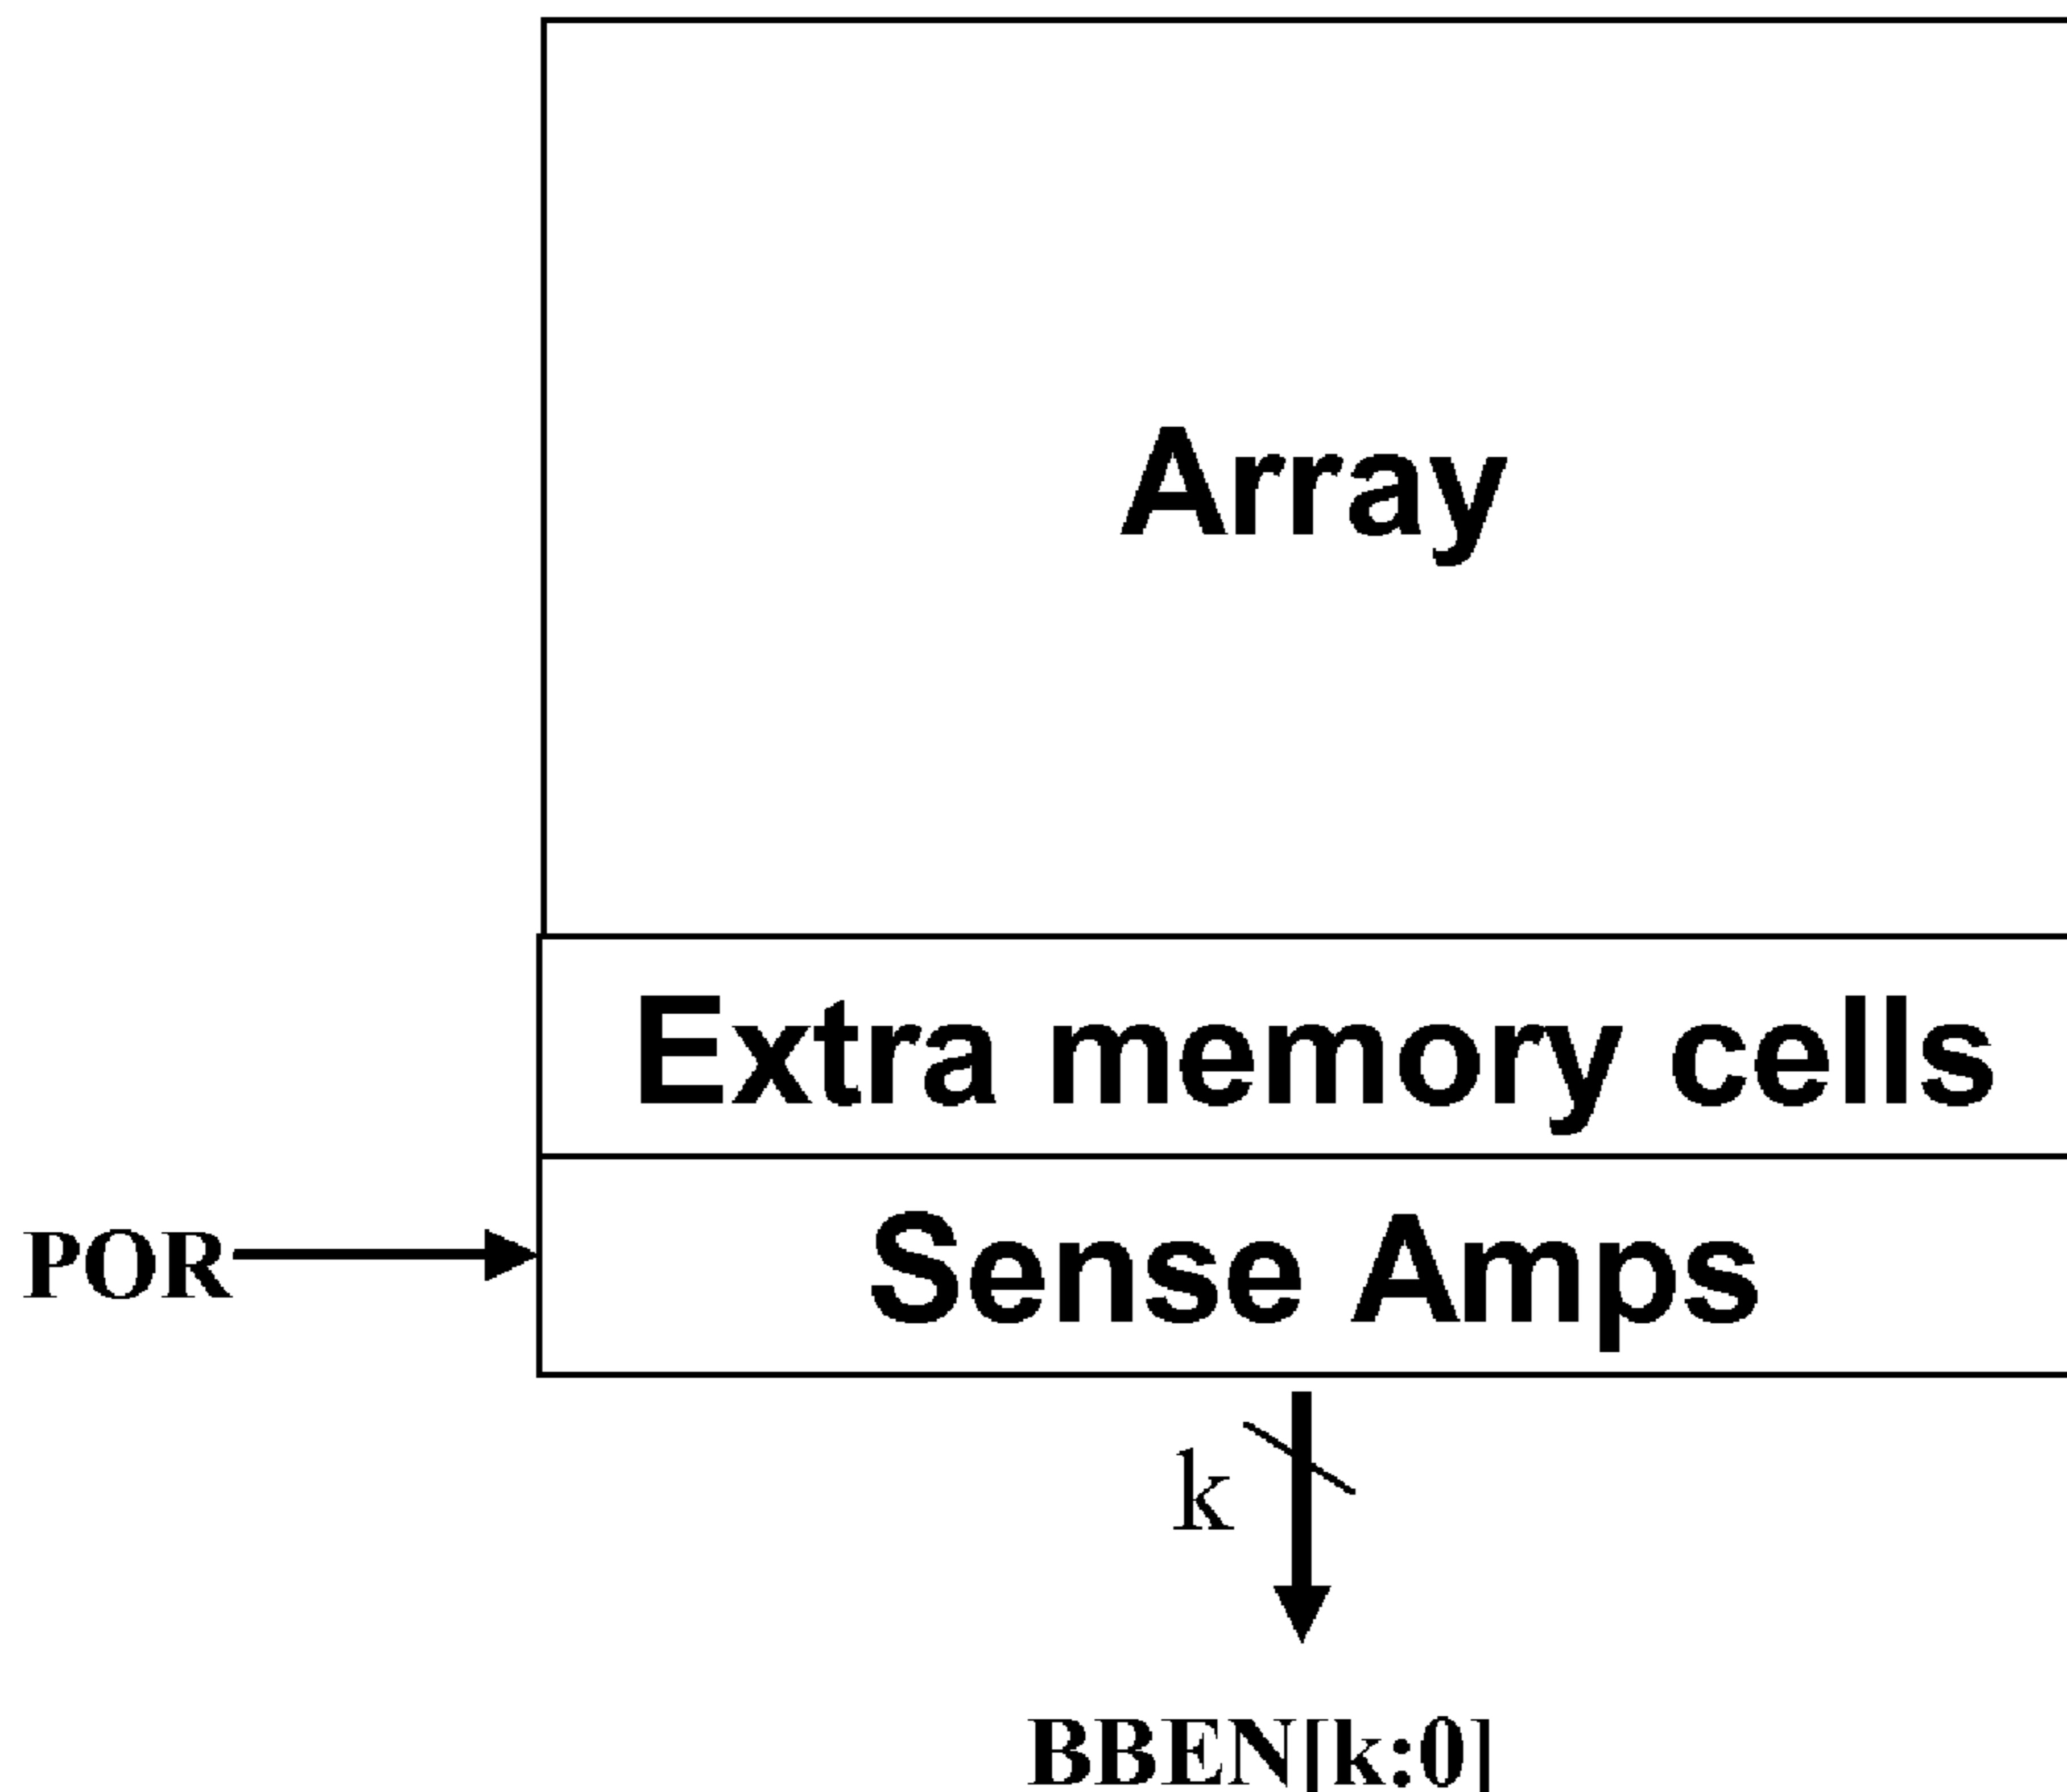 Array
Extra memory cells
POR
Sense Amps
k
BBEN[k:0]